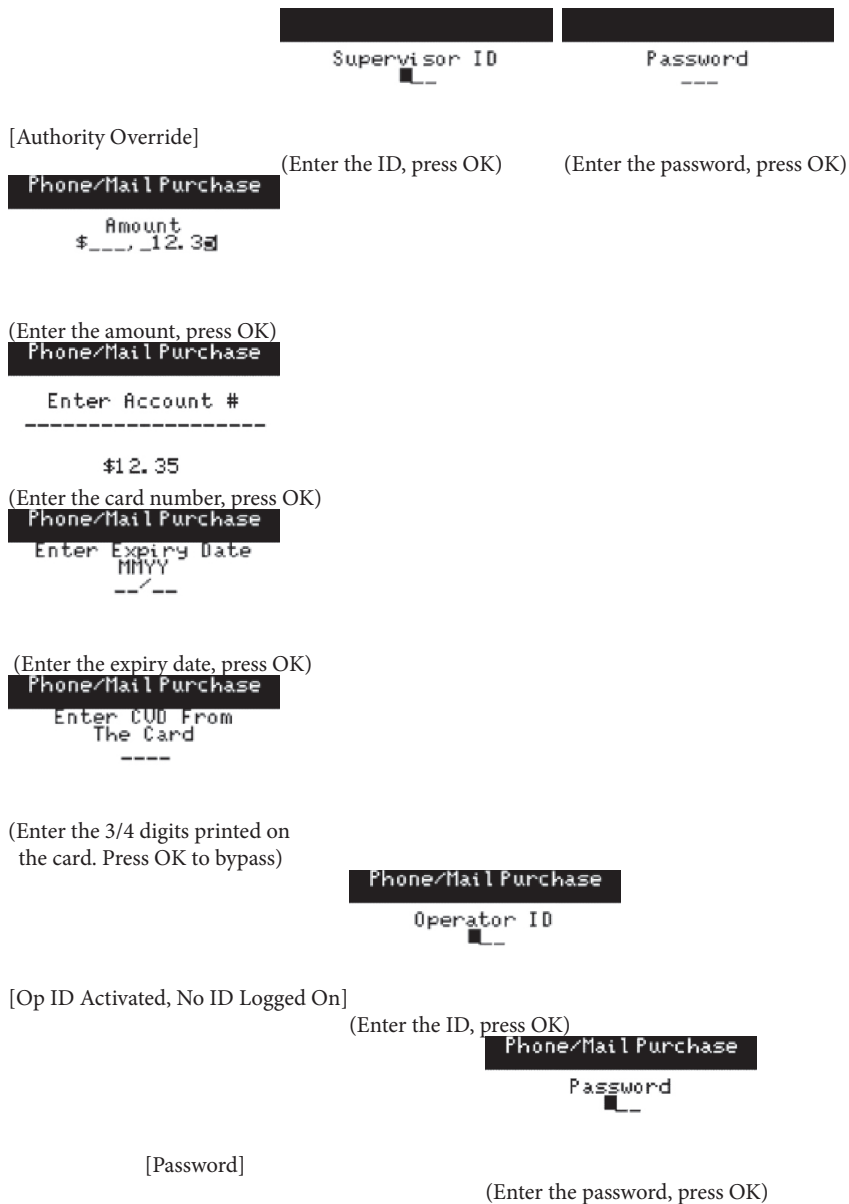 Supervisor ID
Password
[Authority Override]
(Enter the ID, press OK)
(Enter the password, press OK)
Phone/Mail Purchase
Amount
$___,_12.35
(Enter the amount, press OK)
Phone/Mail Purchase
Enter Account #
-------------------
$12.35
(Enter the card number, press OK)
Phone/Mail Purchase
Enter Expiry Date
MMYY
__/__
(Enter the expiry date, press OK)
Phone/Mail Purchase
Enter CVD From
The Card
----
(Enter the 3/4 digits printed on
the card. Press OK to bypass)
Phone/Mail Purchase
Operator ID
[Op ID Activated, No ID Logged On]
(Enter the ID, press OK)
Phone/Mail Purchase
Password
[Password]
(Enter the password, press OK)